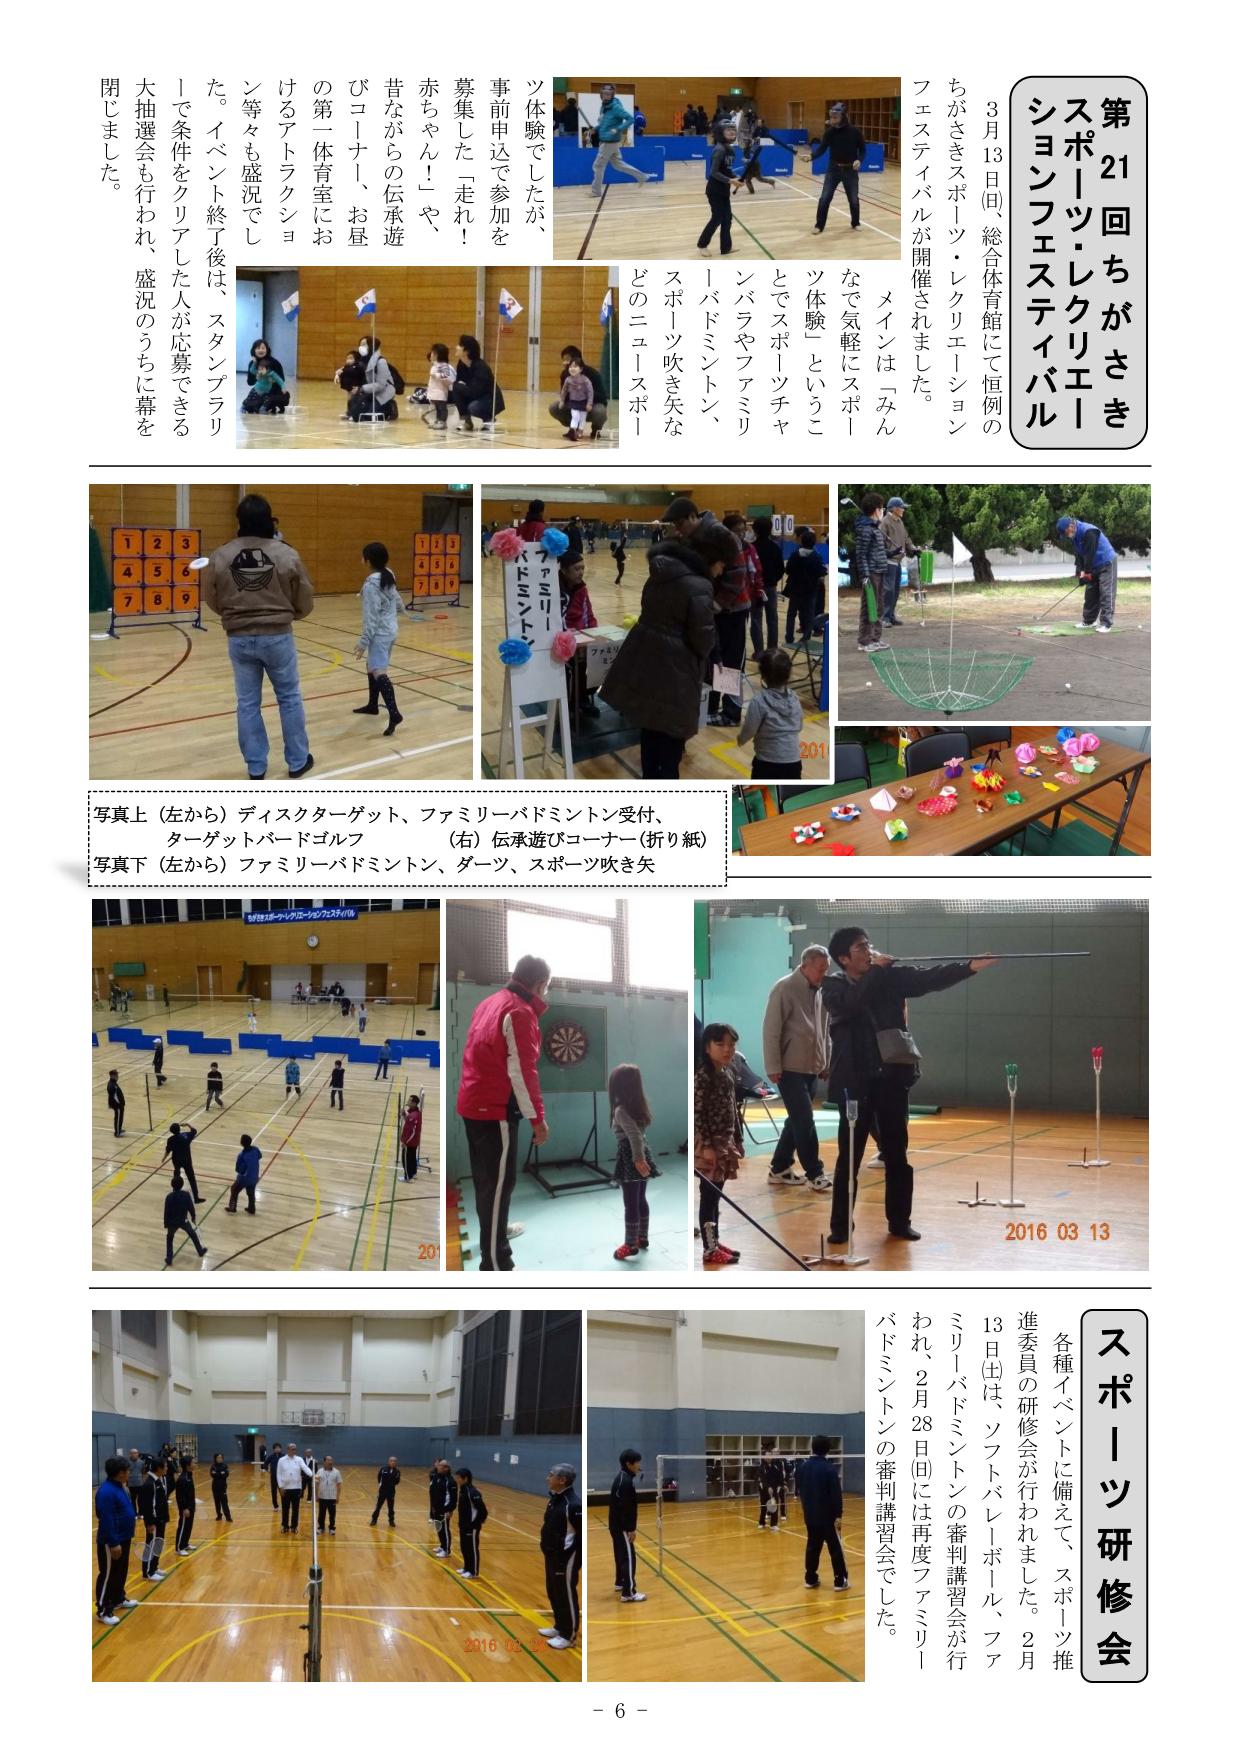 第21回ちがさき
スポーツ・レクリエー
ションフェスティバル
３月13日㈰、総合体育館にて恒例の
ちがさきスポーツ・レクリエーション
フェスティバルが開催されました。
メインは「みん
なで気軽にスポー
ツ体験」というこ
とでスポーツチャ
ンバラやファミリ
ーバドミントン、
スポーツ吹き矢な
どのニュースポー
ツ体験でしたが、
事前申込で参加を
募集した「走れ！
赤ちゃん！」や、
昔ながらの伝承遊
びコーナー、お昼
の第一体育室にお
けるアトラクショ
ン等々も盛況でし
た。イベント終了後は、スタンプラリ
ーで条件をクリアした人が応募できる
大抽選会も行われ、盛況のうちに幕を
閉じました。
1 2 3
4 5 6
7 8 9
1 2 3
4 5 6
7 8 9
ファミリー
バドミントン
0 0
201
写真上（左から）ディスクターゲット、ファミリーバドミントン受付、
ターゲットバードゴルフ　（右）伝承遊びコーナー（折り紙）
写真下（左から）ファミリーバドミントン、ダーツ、スポーツ吹き矢
ちがさきスポーツ・レクリエーションフェスティバル
201
2016 03 13
スポーツ研修会
各種イベントに備えて、スポーツ推
進委員の研修会が行われました。２月
13日㈯は、ソフトバレーボール、ファ
ミリーバドミントンの審判講習会が行
われ、２月28日㈰には再度ファミリー
バドミントンの審判講習会でした。
2016 02 28
- 6 -